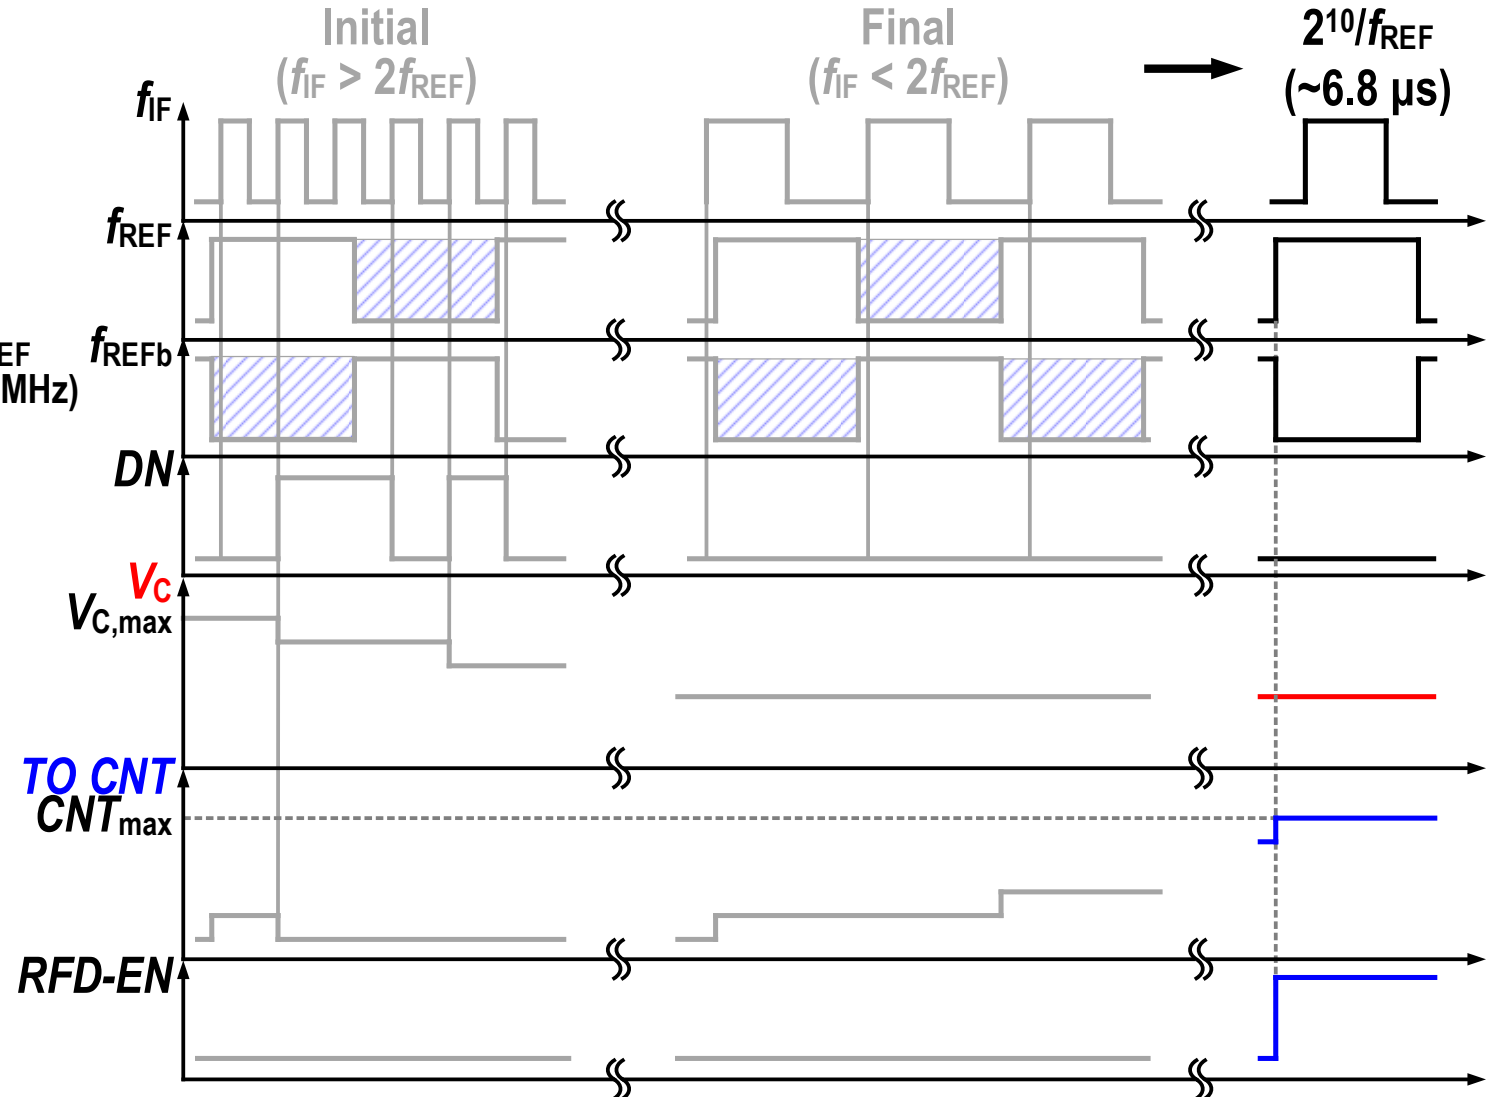 Initial
(fIF > 2fREF)
Final
(fIF < 2fREF)
2¹⁰/fREF
(~6.8 µs)
fIF
fREF
fREFb
EF
MHz)
DN
VC
VC,max
TO CNT
CNTmax
RFD-EN